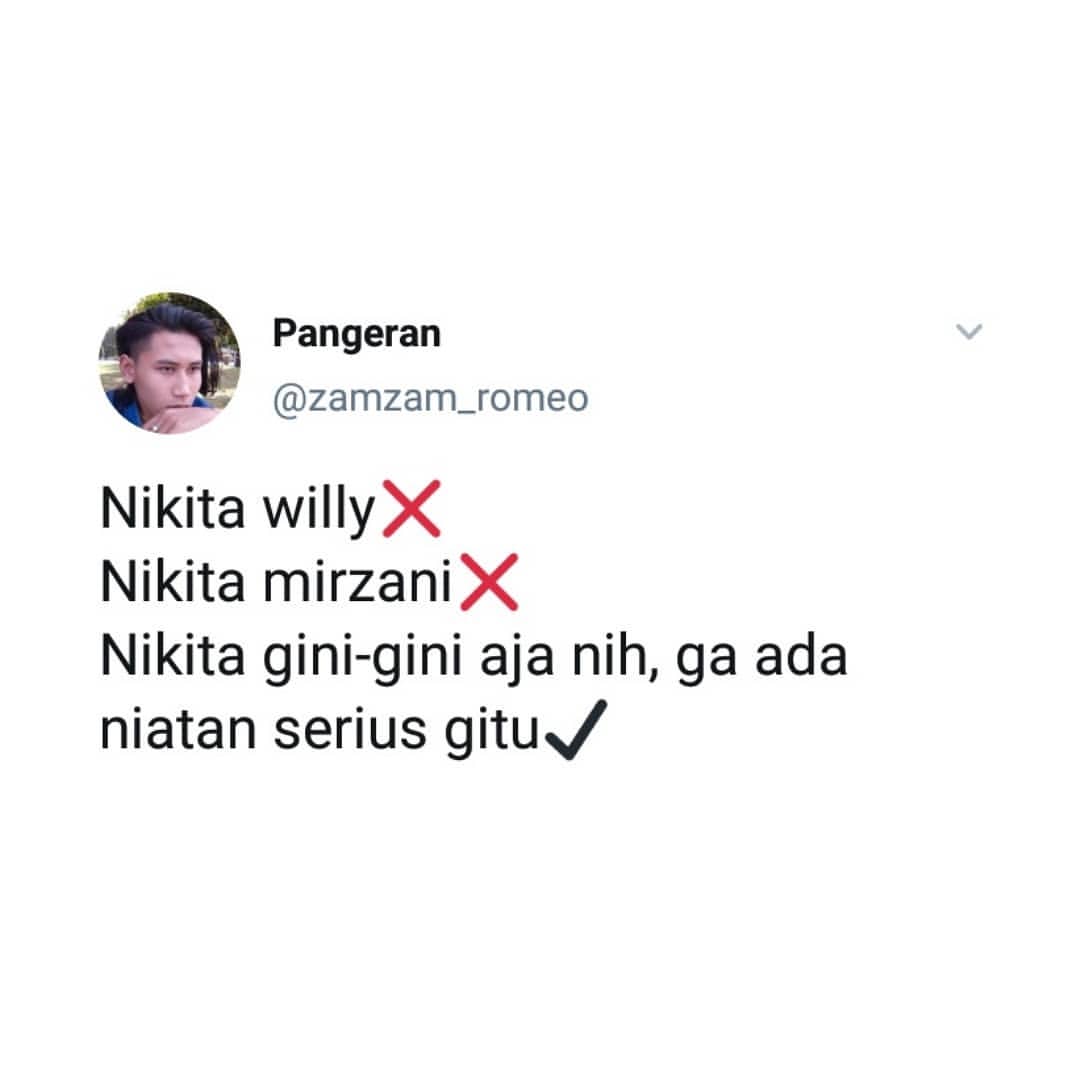 Pangeran
@zamzam_romeo
Nikita willy❌
Nikita mirzani❌
Nikita gini-gini aja nih, ga ada
niatan serius gitu✔